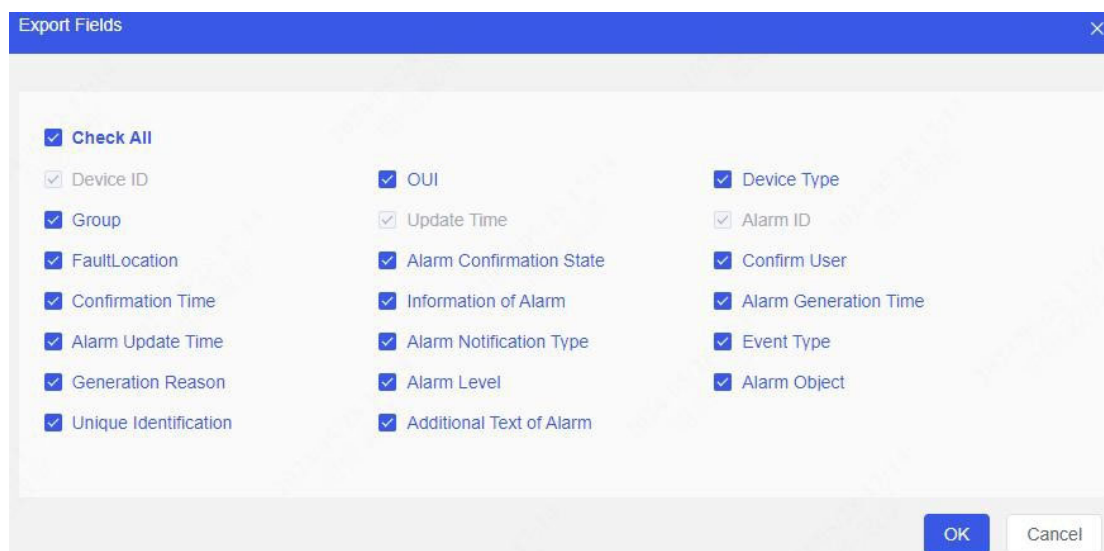 Export Fields
Check All
Device ID OUI Device Type
Group Update Time Alarm ID
FaultLocation Alarm Confirmation State Confirm User
Confirmation Time Information of Alarm Alarm Generation Time
Alarm Update Time Alarm Notification Type Event Type
Generation Reason Alarm Level Alarm Object
Unique Identification Additional Text of Alarm
OK Cancel